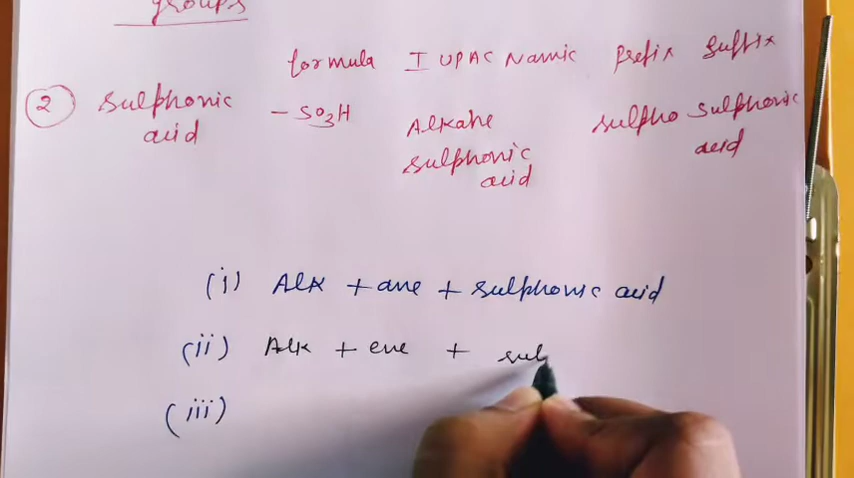 groups
formula IUPAC Namic Prefix Suffix
2 Sulphonic acid -SO3H Alkane sulphonic acid sulpho sulphonic acid
(i) Alk + ane + sulphonic acid
(ii) Alk + ene + sul
(iii)